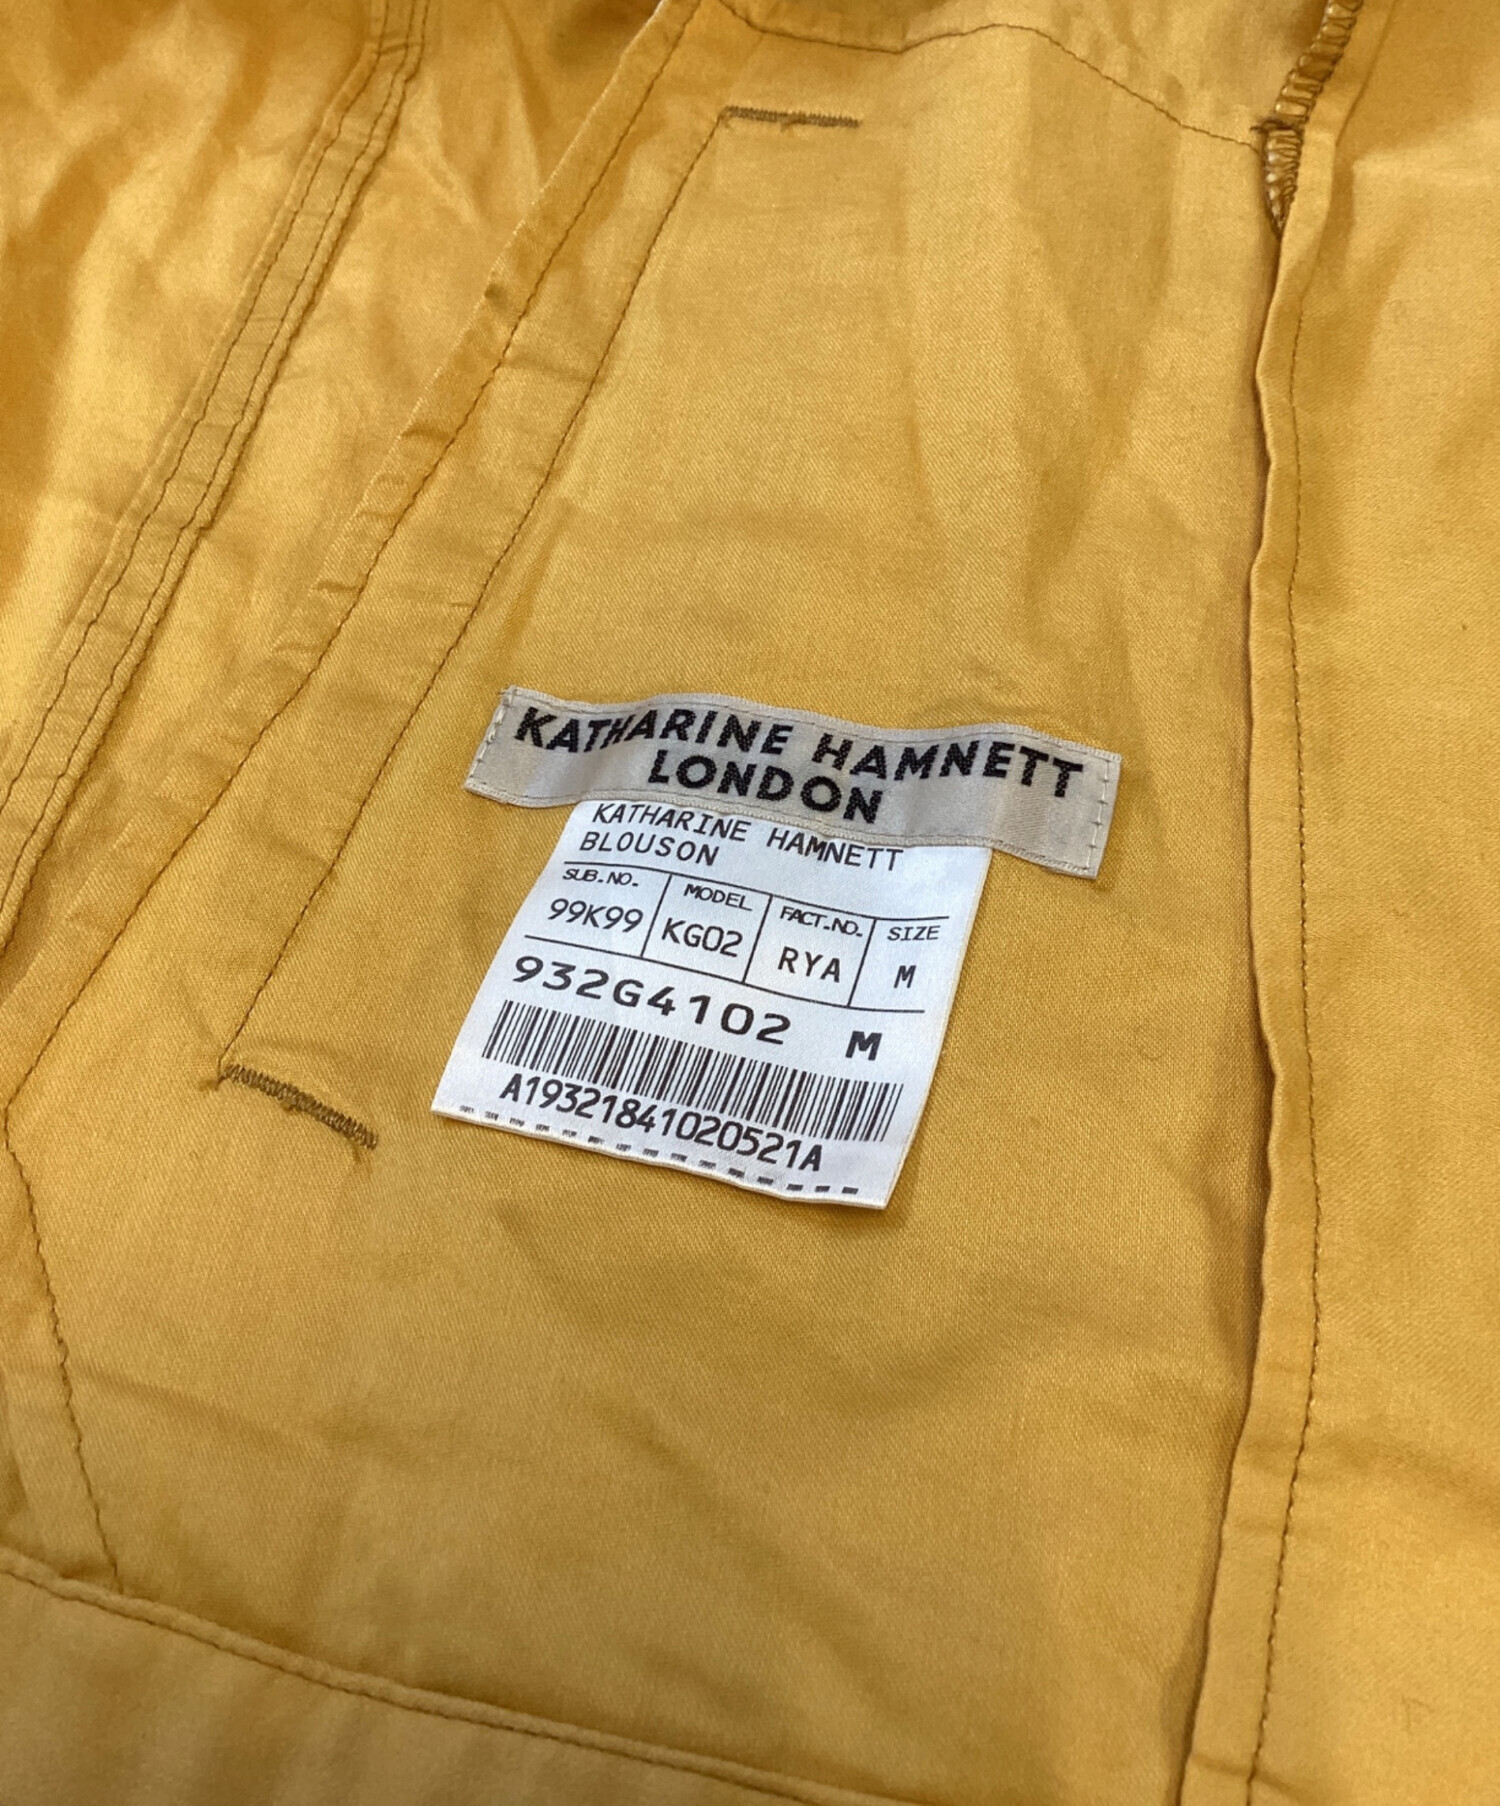 KATHARINE HAMNETT
LONDON
KATHARINE HAMNETT
BLOUSON
SUB.NO. MODEL FACT.NO. SIZE
99K99 KG02 RYA M
932G4102 M
A19321841020521A